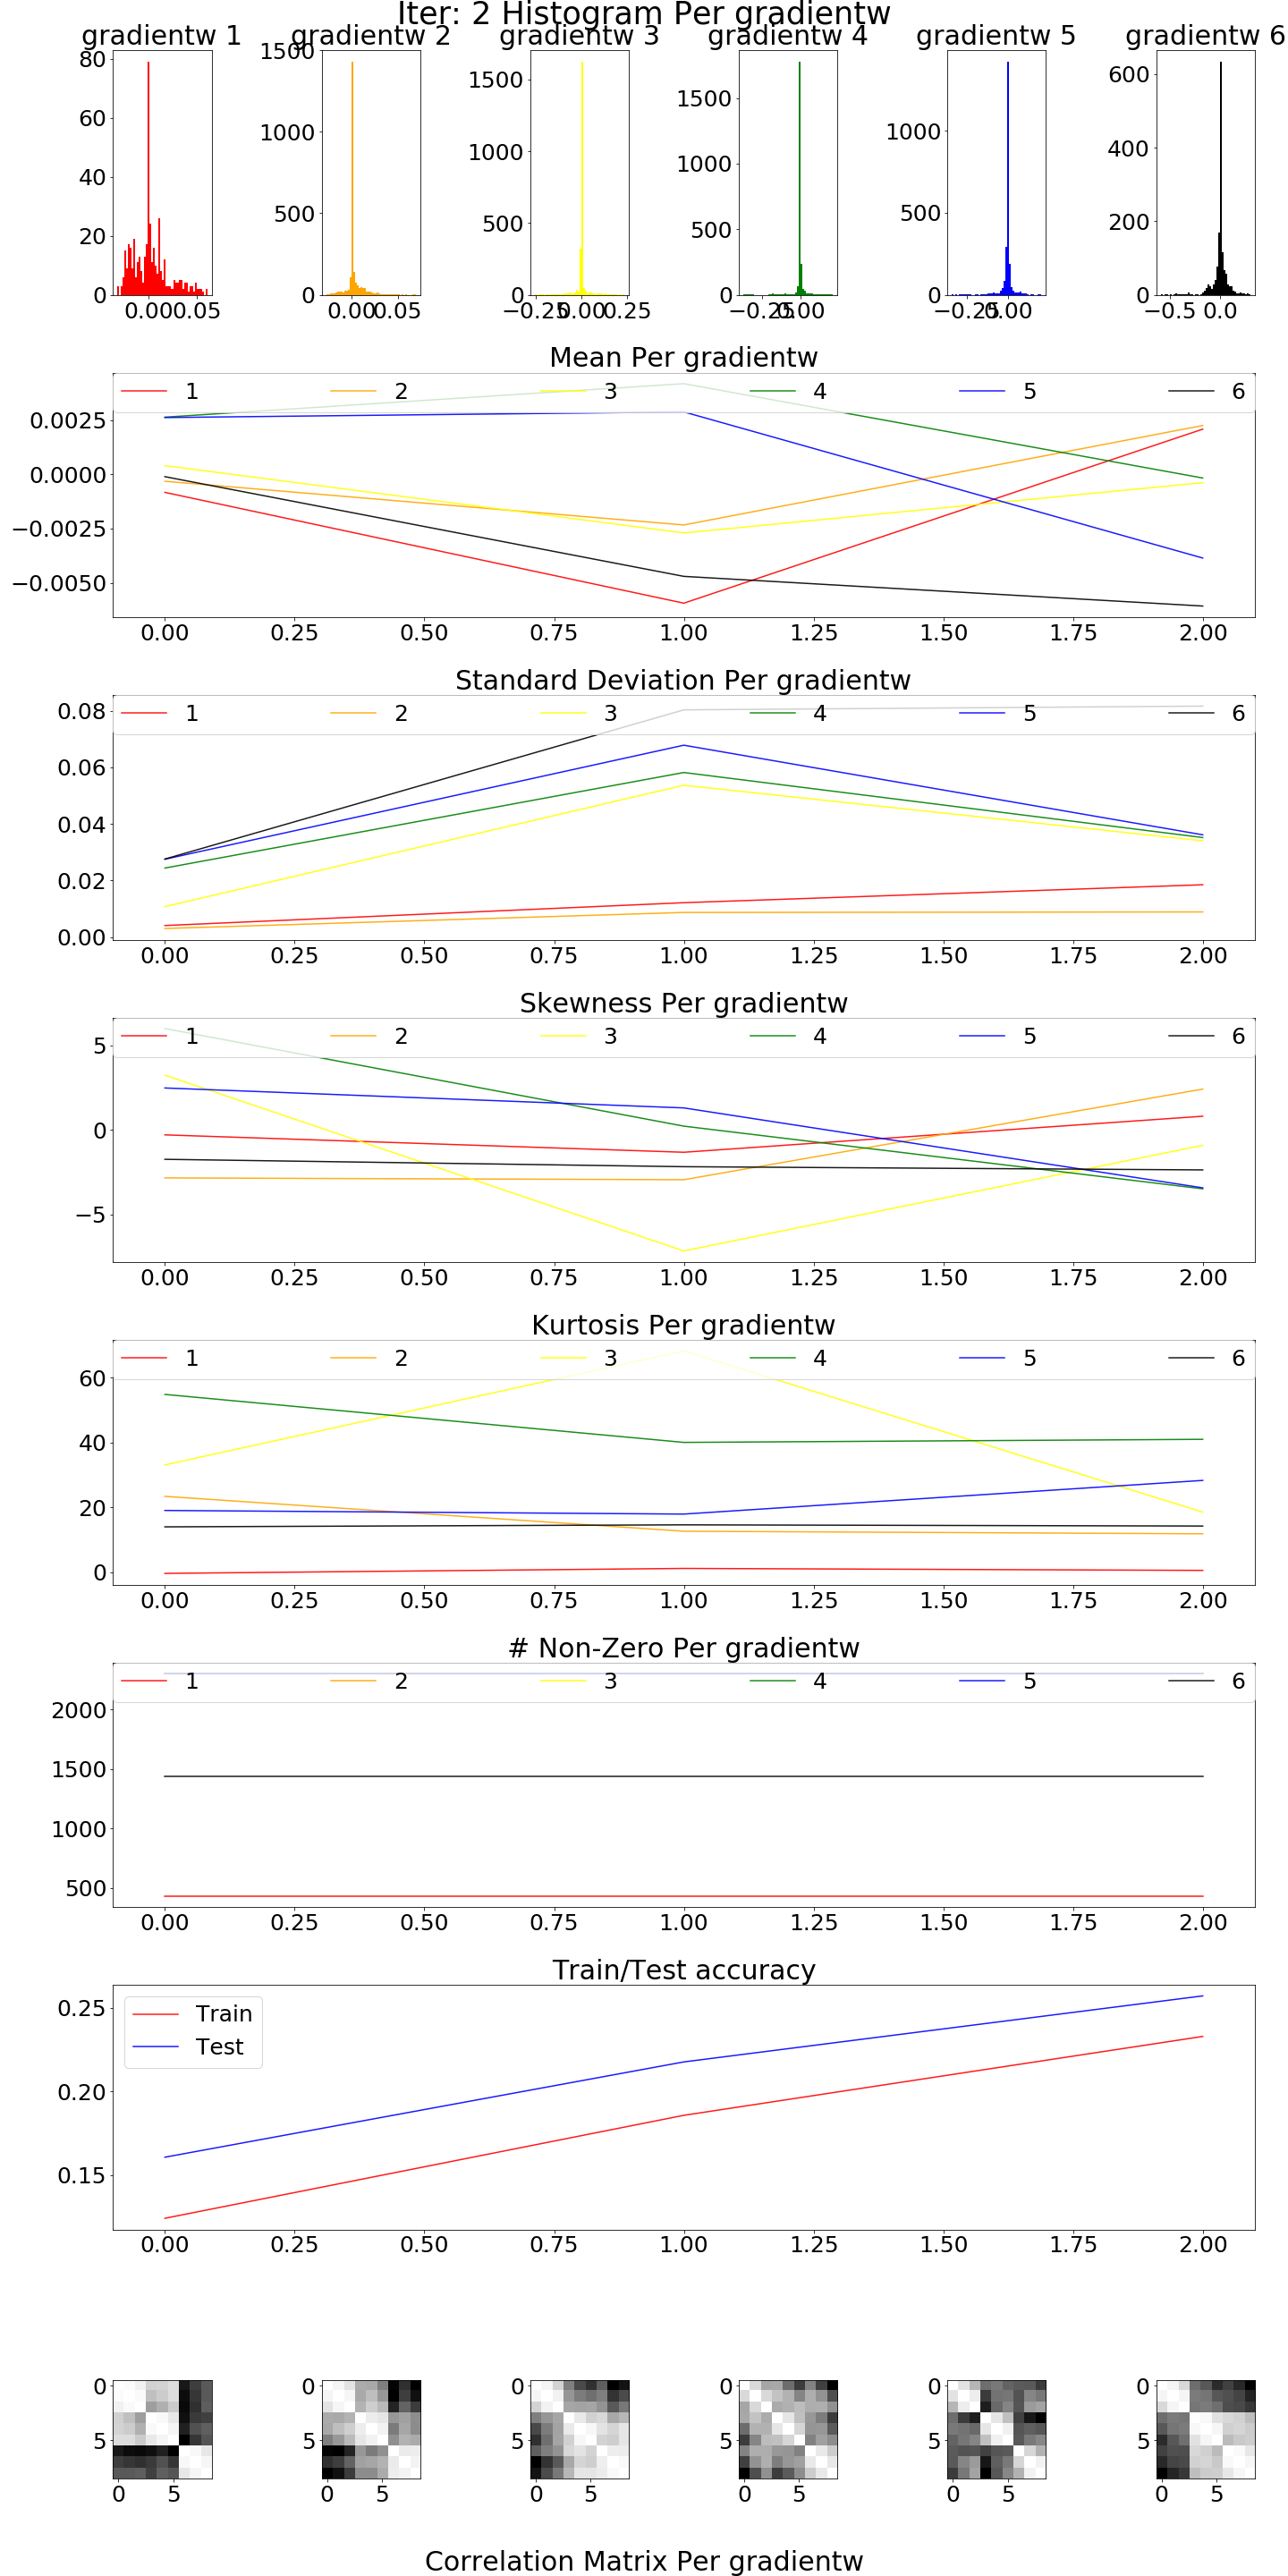 Iter: 2 Histogram Per gradientw
gradientw 1 gradientw 2 gradientw 3 gradientw 4 gradientw 5 gradientw 6
80 60 40 20 0
0.00 0.05
1500 1000 500 0
0.00 0.05
1500 1000 500 0
−0.25 0.00 0.25
1500 1000 500 0
−0.25 0.00
1000 500 0
−0.25 0.00
600 400 200 0
−0.5 0.0
Mean Per gradientw
1 2 3 4 5 6
0.0025
0.0000
−0.0025
−0.0050
0.00 0.25 0.50 0.75 1.00 1.25 1.50 1.75 2.00
Standard Deviation Per gradientw
1 2 3 4 5 6
0.08
0.06
0.04
0.02
0.00
0.00 0.25 0.50 0.75 1.00 1.25 1.50 1.75 2.00
Skewness Per gradientw
1 2 3 4 5 6
5
0
−5
0.00 0.25 0.50 0.75 1.00 1.25 1.50 1.75 2.00
Kurtosis Per gradientw
1 2 3 4 5 6
60
40
20
0
0.00 0.25 0.50 0.75 1.00 1.25 1.50 1.75 2.00
# Non-Zero Per gradientw
1 2 3 4 5 6
2000
1500
1000
500
0.00 0.25 0.50 0.75 1.00 1.25 1.50 1.75 2.00
Train/Test accuracy
Train
Test
0.25
0.20
0.15
0.00 0.25 0.50 0.75 1.00 1.25 1.50 1.75 2.00
0 0 0 0 0 0
5 5 5 5 5 5
0 5 0 5 0 5 0 5 0 5 0 5
Correlation Matrix Per gradientw